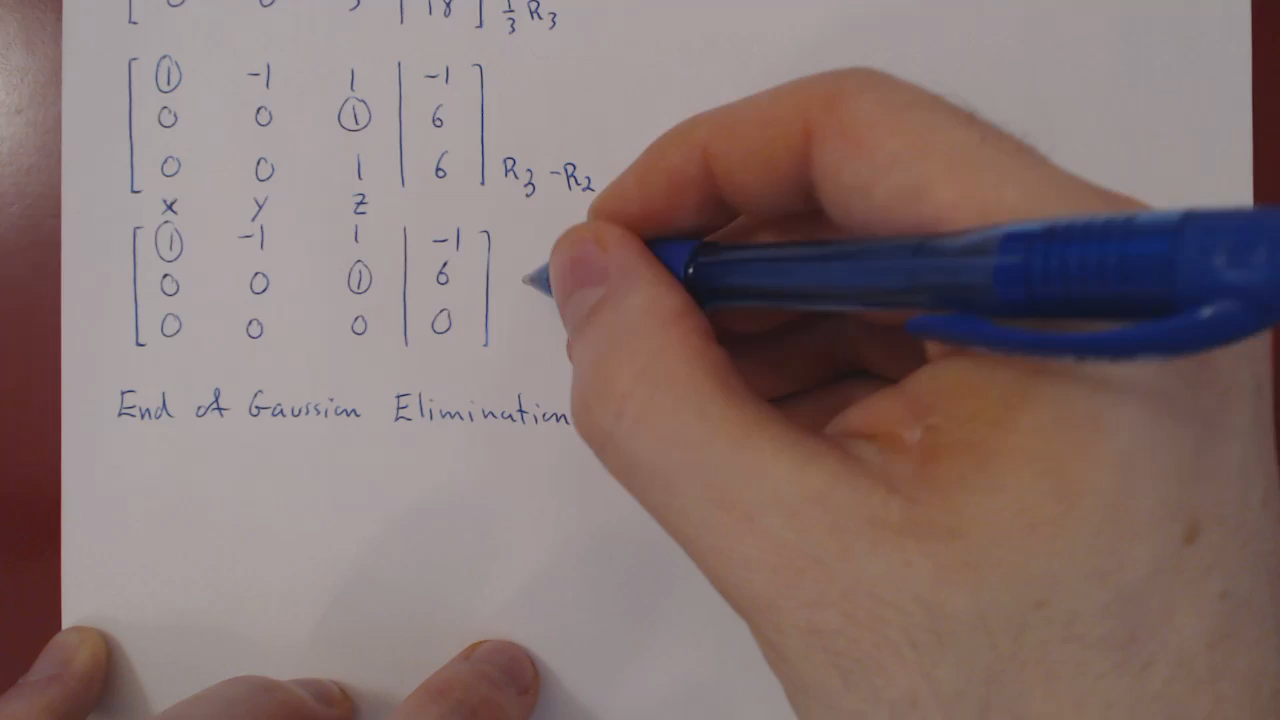 18 ] 1/3 R3
[ 1 -1 1 | -1 ]
0 0 1 | 6
0 0 1 | 6 ] R3 - R2
x y z
[ 1 -1 1 | -1 ]
0 0 1 | 6
0 0 0 | 0
End of Gaussian Elimination